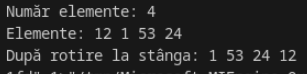 Număr elemente: 4
Elemente: 12 1 53 24
După rotire la stânga: 1 53 24 12